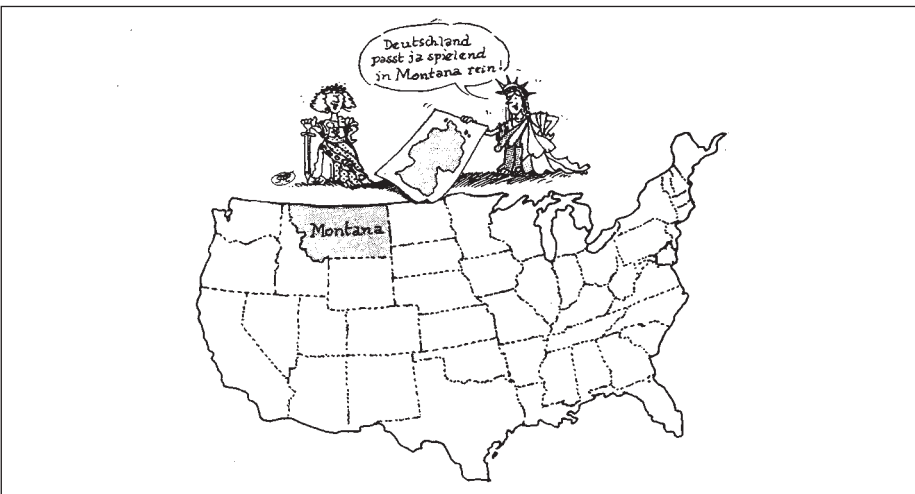 Deutschland
passt ja spielend
in Montana rein!
Montana